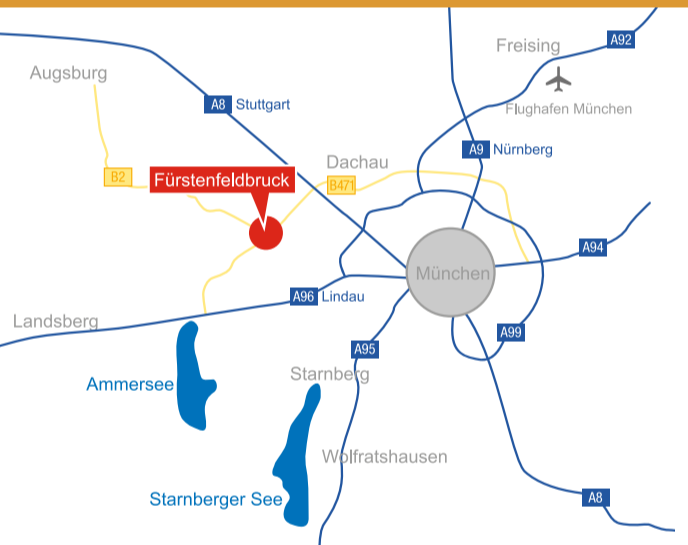 A92
Freising
Augsburg
Flughafen München
A8 Stuttgart
A9 Nürnberg
Dachau
B2
Fürstenfeldbruck
B471
A94
München
A96 Lindau
Landsberg
A99
A95
Starnberg
Ammersee
Wolfratshausen
Starnberger See
A8